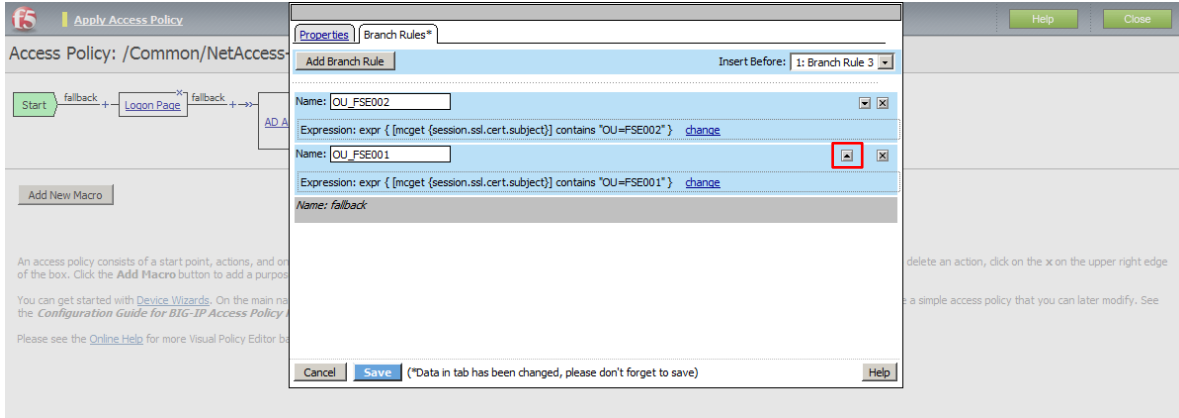 f5
Apply Access Policy
Help
Close
Access Policy: /Common/NetAccess-
Start
fallback
+
Logon Page
x
fallback
+
AD A
Add New Macro
An access policy consists of a start point, actions, and on
of the box. Click the Add Macro button to add a purpos
delete an action, click on the x on the upper right edge
You can get started with Device Wizards. On the main na
e a simple access policy that you can later modify. See
the Configuration Guide for BIG-IP Access Policy
Please see the Online Help for more Visual Policy Editor ba
Properties
Branch Rules*
Add Branch Rule
Insert Before: 1: Branch Rule 3
Name: OU_FSE002
Expression: expr { [mcget {session.ssl.cert.subject}] contains "OU=FSE002" } change
Name: OU_FSE001
Expression: expr { [mcget {session.ssl.cert.subject}] contains "OU=FSE001" } change
Name: fallback
Cancel
Save
(*Data in tab has been changed, please don't forget to save)
Help